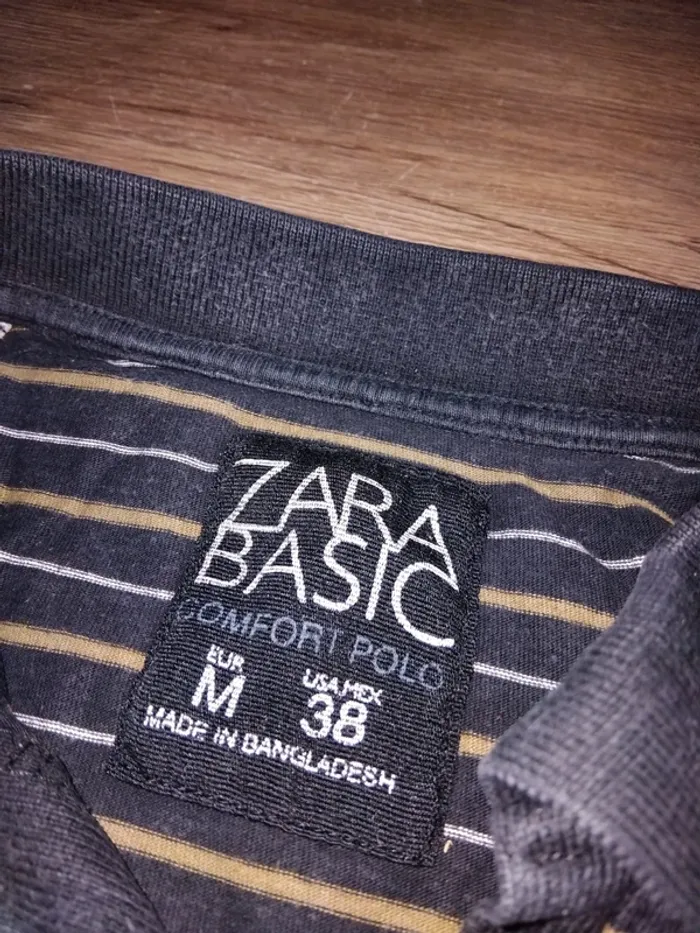 ZARA
BASIC
COMFORT POLO
EUR USA,MEX
M 38
MADE IN BANGLADESH